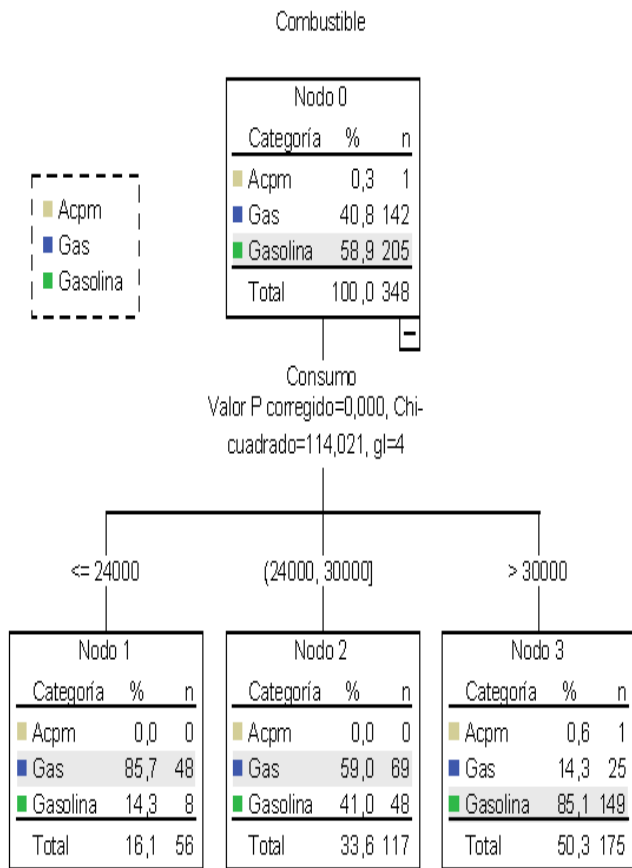 Combustible
Nodo 0
Categoría % n
Acpm 0,3 1
Gas 40,8 142
Gasolina 58,9 205
Total 100,0 348
Acpm
Gas
Gasolina
Consumo
Valor P corregido=0,000, Chi-
cuadrado=114,021, gl=4
<= 24000
(24000, 30000]
> 30000
Nodo 1
Categoría % n
Acpm 0,0 0
Gas 85,7 48
Gasolina 14,3 8
Total 16,1 56
Nodo 2
Categoría % n
Acpm 0,0 0
Gas 59,0 69
Gasolina 41,0 48
Total 33,6 117
Nodo 3
Categoría % n
Acpm 0,6 1
Gas 14,3 25
Gasolina 85,1 149
Total 50,3 175